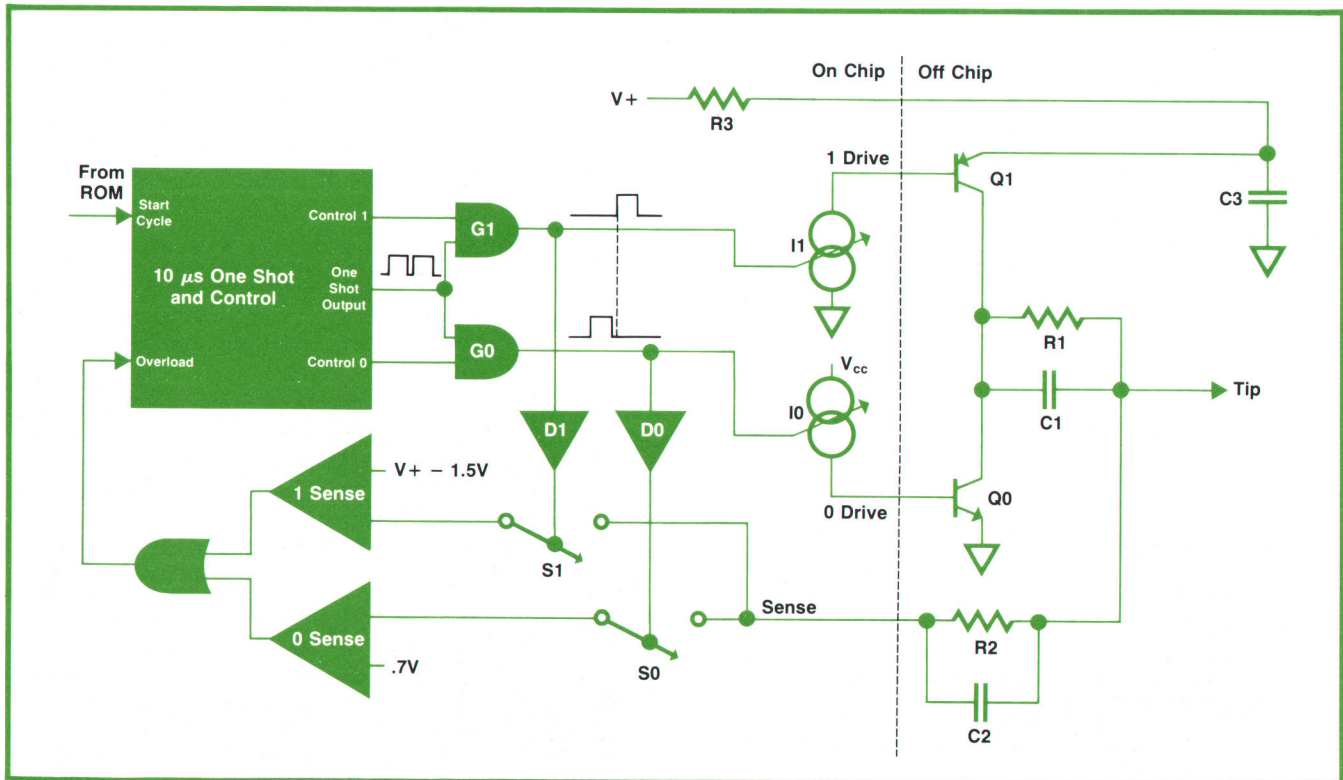 On Chip
Off Chip
V+
R3
From
ROM
1 Drive
Q1
Start
Cycle
Control 1
G1
C3
I1
10 μs One Shot
and Control
One
Shot
Output
R1
Overload
Control 0
G0
Vcc
Tip
I0
C1
D1
D0
V+ − 1.5V
1 Sense
0 Drive
Q0
S1
Sense
0 Sense
R2
.7V
S0
C2